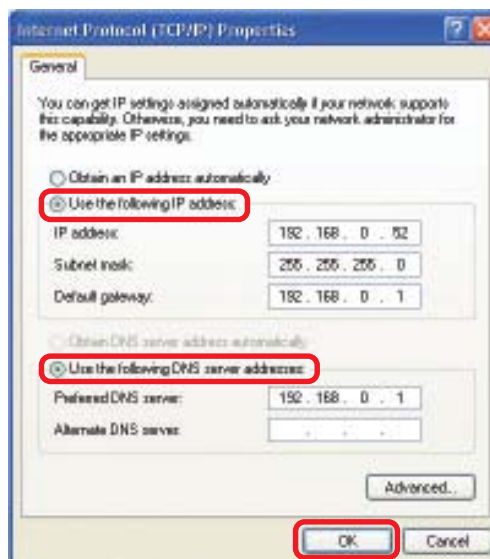 Internet Protocol (TCP/IP) Properties
General
You can get IP settings assigned automatically if your network supports
this capability. Otherwise, you need to ask your network administrator for
the appropriate IP settings.
Obtain an IP address automatically
Use the following IP address:
IP address: 192 . 168 . 0 . 52
Subnet mask: 255 . 255 . 255 . 0
Default gateway: 192 . 168 . 0 . 1
Obtain DNS server address automatically
Use the following DNS server addresses:
Preferred DNS server: 192 . 168 . 0 . 1
Alternate DNS server: . . .
Advanced...
OK Cancel